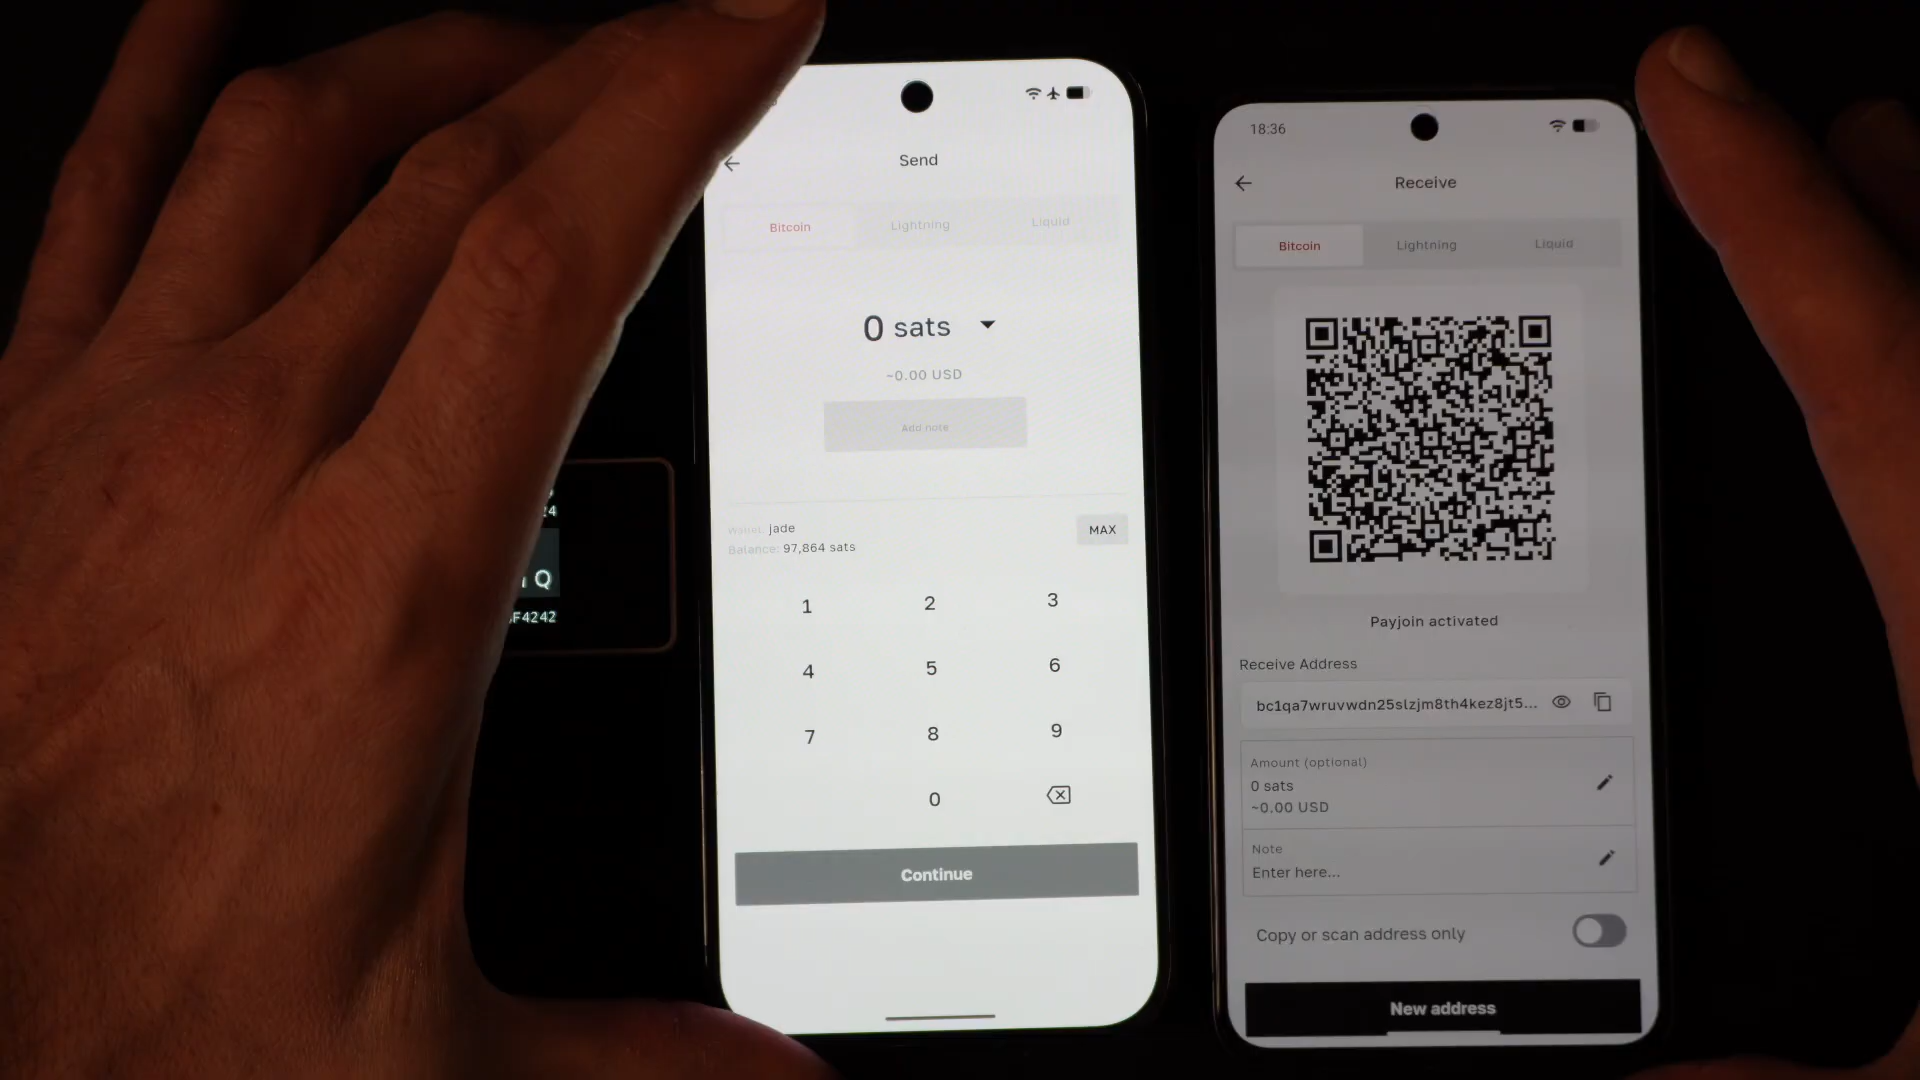 24
Q
F4242
Send
Bitcoin
Lightning
Liquid
0 sats
~0.00 USD
Add note
Wallet: jade
Balance: 97,864 sats
MAX
1
2
3
4
5
6
7
8
9
0
Continue
18:36
Receive
Bitcoin
Lightning
Liquid
Payjoin activated
Receive Address
bc1qa7wruvwdn25slzjm8th4kez8jt5...
Amount (optional)
0 sats
~0.00 USD
Note
Enter here...
Copy or scan address only
New address